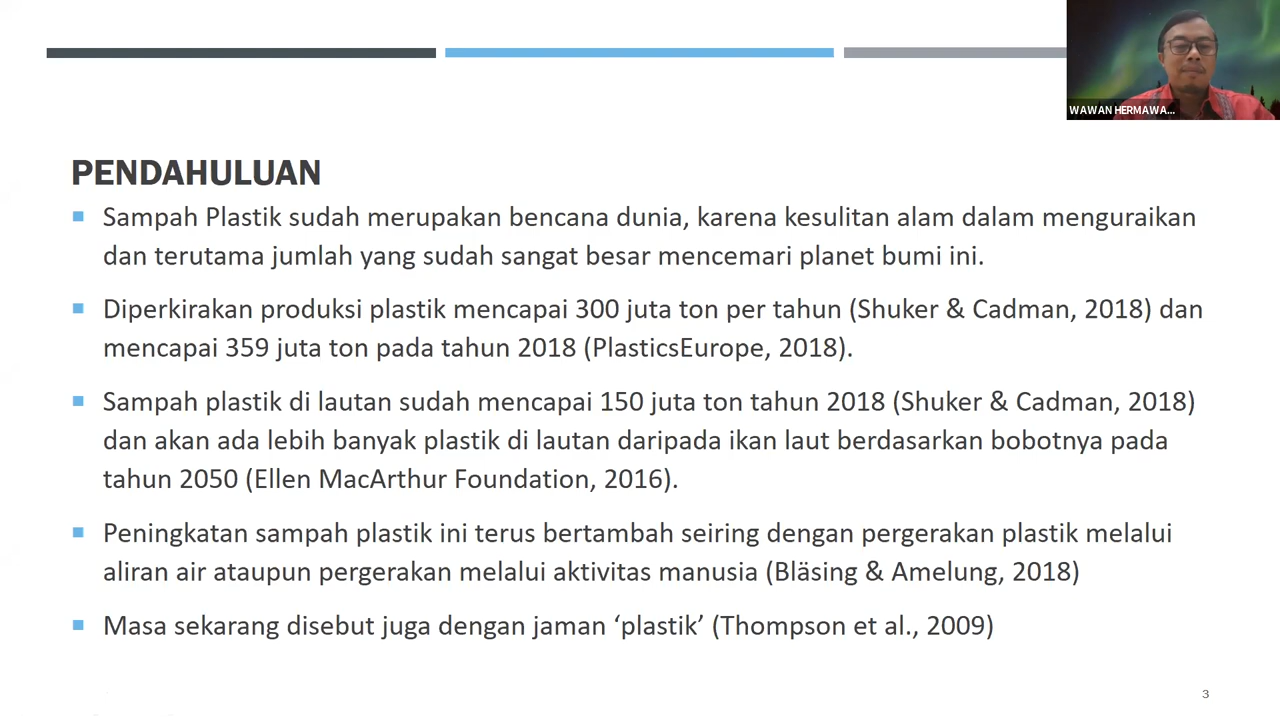 WAWAN HERMAWA...
PENDAHULUAN
Sampah Plastik sudah merupakan bencana dunia, karena kesulitan alam dalam menguraikan
dan terutama jumlah yang sudah sangat besar mencemari planet bumi ini.
Diperkirakan produksi plastik mencapai 300 juta ton per tahun (Shuker & Cadman, 2018) dan
mencapai 359 juta ton pada tahun 2018 (PlasticsEurope, 2018).
Sampah plastik di lautan sudah mencapai 150 juta ton tahun 2018 (Shuker & Cadman, 2018)
dan akan ada lebih banyak plastik di lautan daripada ikan laut berdasarkan bobotnya pada
tahun 2050 (Ellen MacArthur Foundation, 2016).
Peningkatan sampah plastik ini terus bertambah seiring dengan pergerakan plastik melalui
aliran air ataupun pergerakan melalui aktivitas manusia (Bläsing & Amelung, 2018)
Masa sekarang disebut juga dengan jaman ‘plastik’ (Thompson et al., 2009)
3